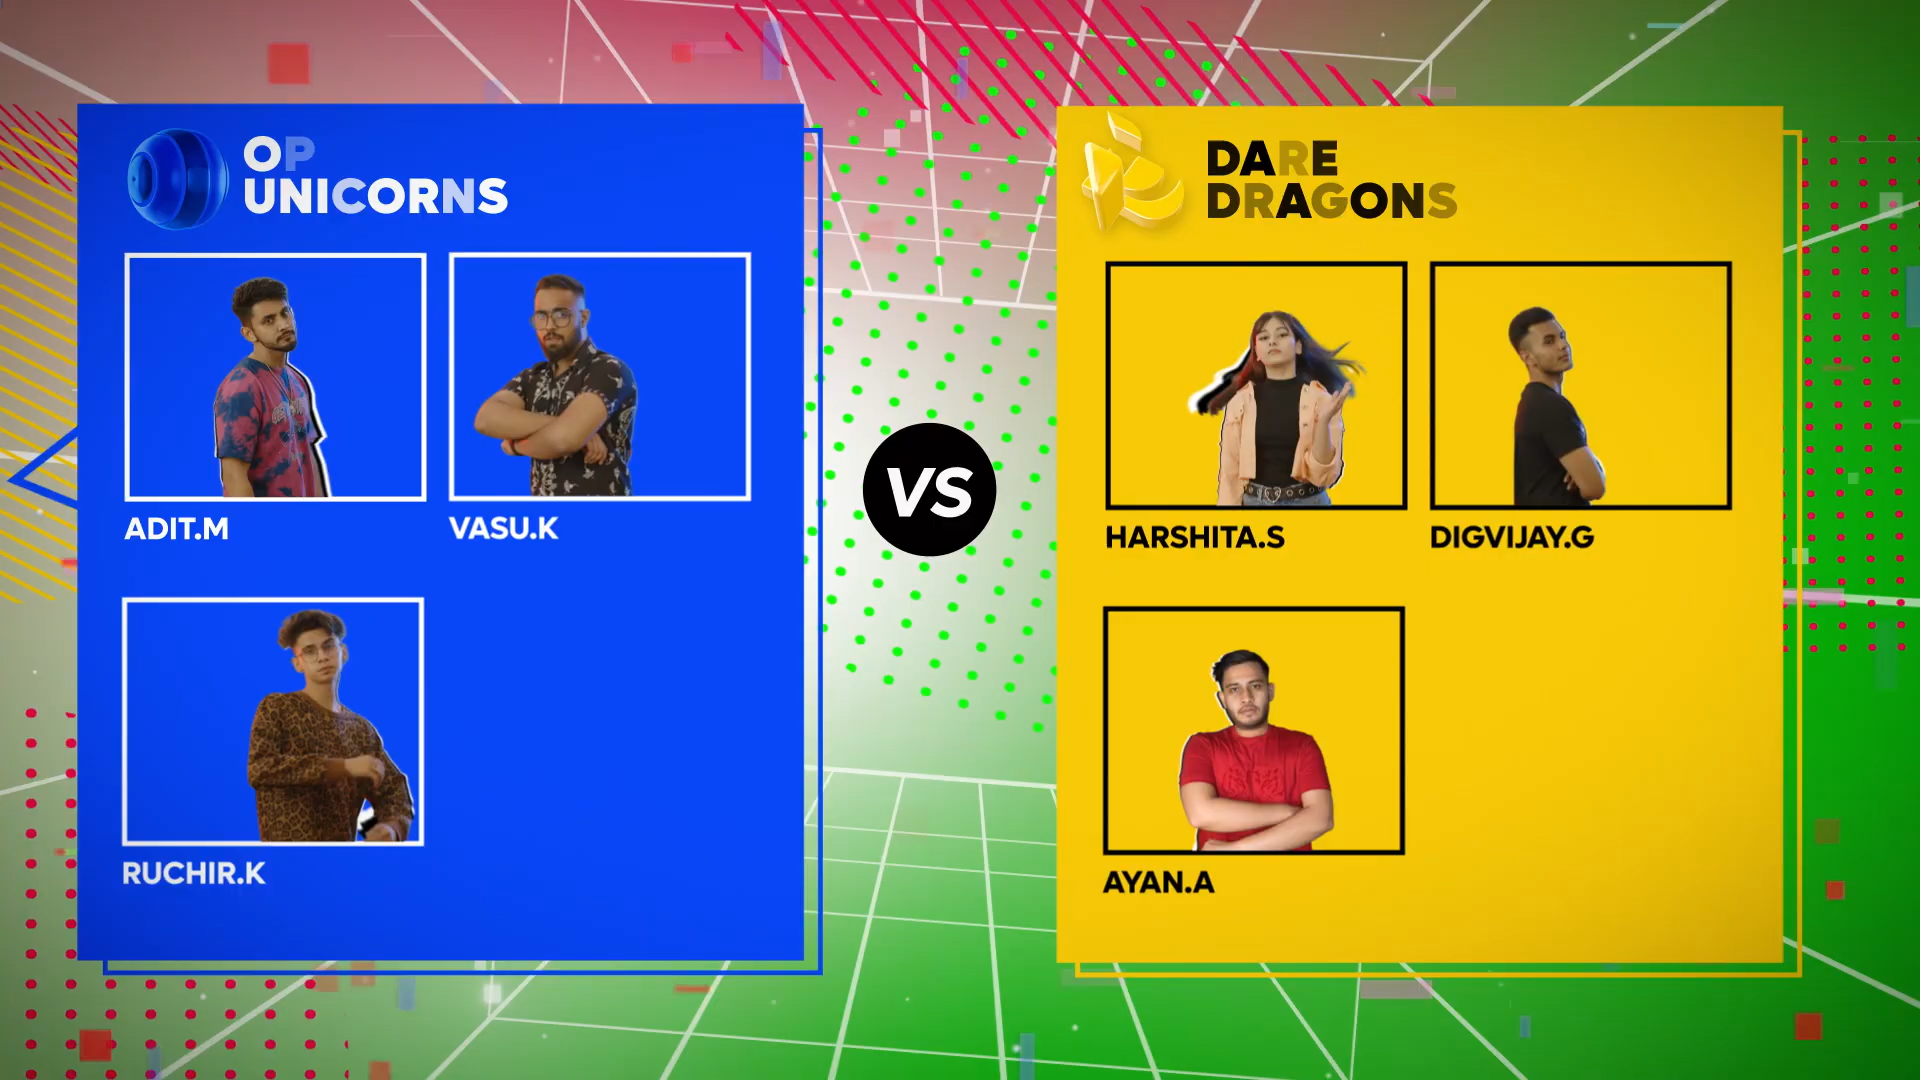 OP
UNICORNS
ADIT.M
VASU.K
RUCHIR.K
VS
DARE
DRAGONS
HARSHITA.S
DIGVIJAY.G
AYAN.A